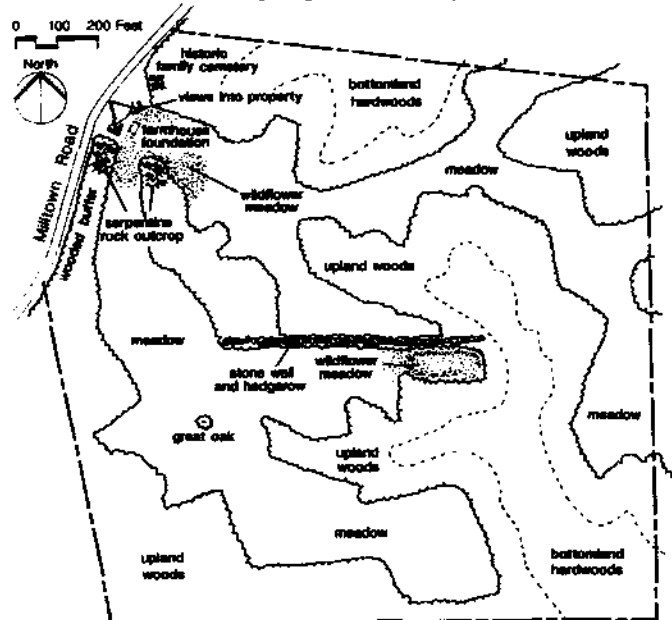 0 100 200 Feet
North
Milltown Road
wooded buffer
historic
family cemetery
views into property
farmhouse
foundation
bottomland
hardwoods
upland
woods
meadow
wildflower
meadow
serpentine
rock outcrop
upland woods
meadow
stone wall
and hedgerow
wildflower
meadow
great oak
meadow
upland
woods
meadow
upland
woods
bottomland
hardwoods